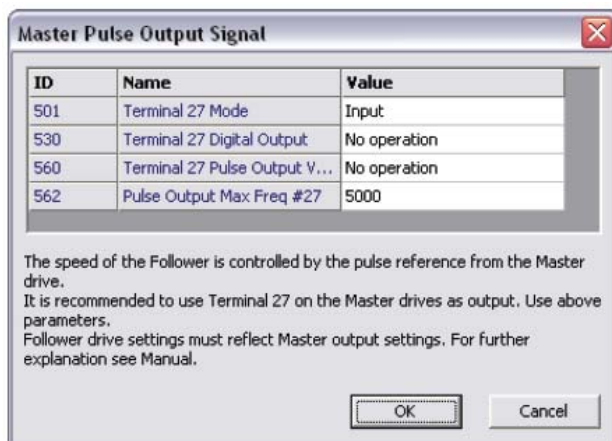 Master Pulse Output Signal
ID Name Value
501 Terminal 27 Mode Input
530 Terminal 27 Digital Output No operation
560 Terminal 27 Pulse Output V... No operation
562 Pulse Output Max Freq #27 5000
The speed of the Follower is controlled by the pulse reference from the Master
drive.
It is recommended to use Terminal 27 on the Master drives as output. Use above
parameters.
Follower drive settings must reflect Master output settings. For further
explanation see Manual.
OK Cancel